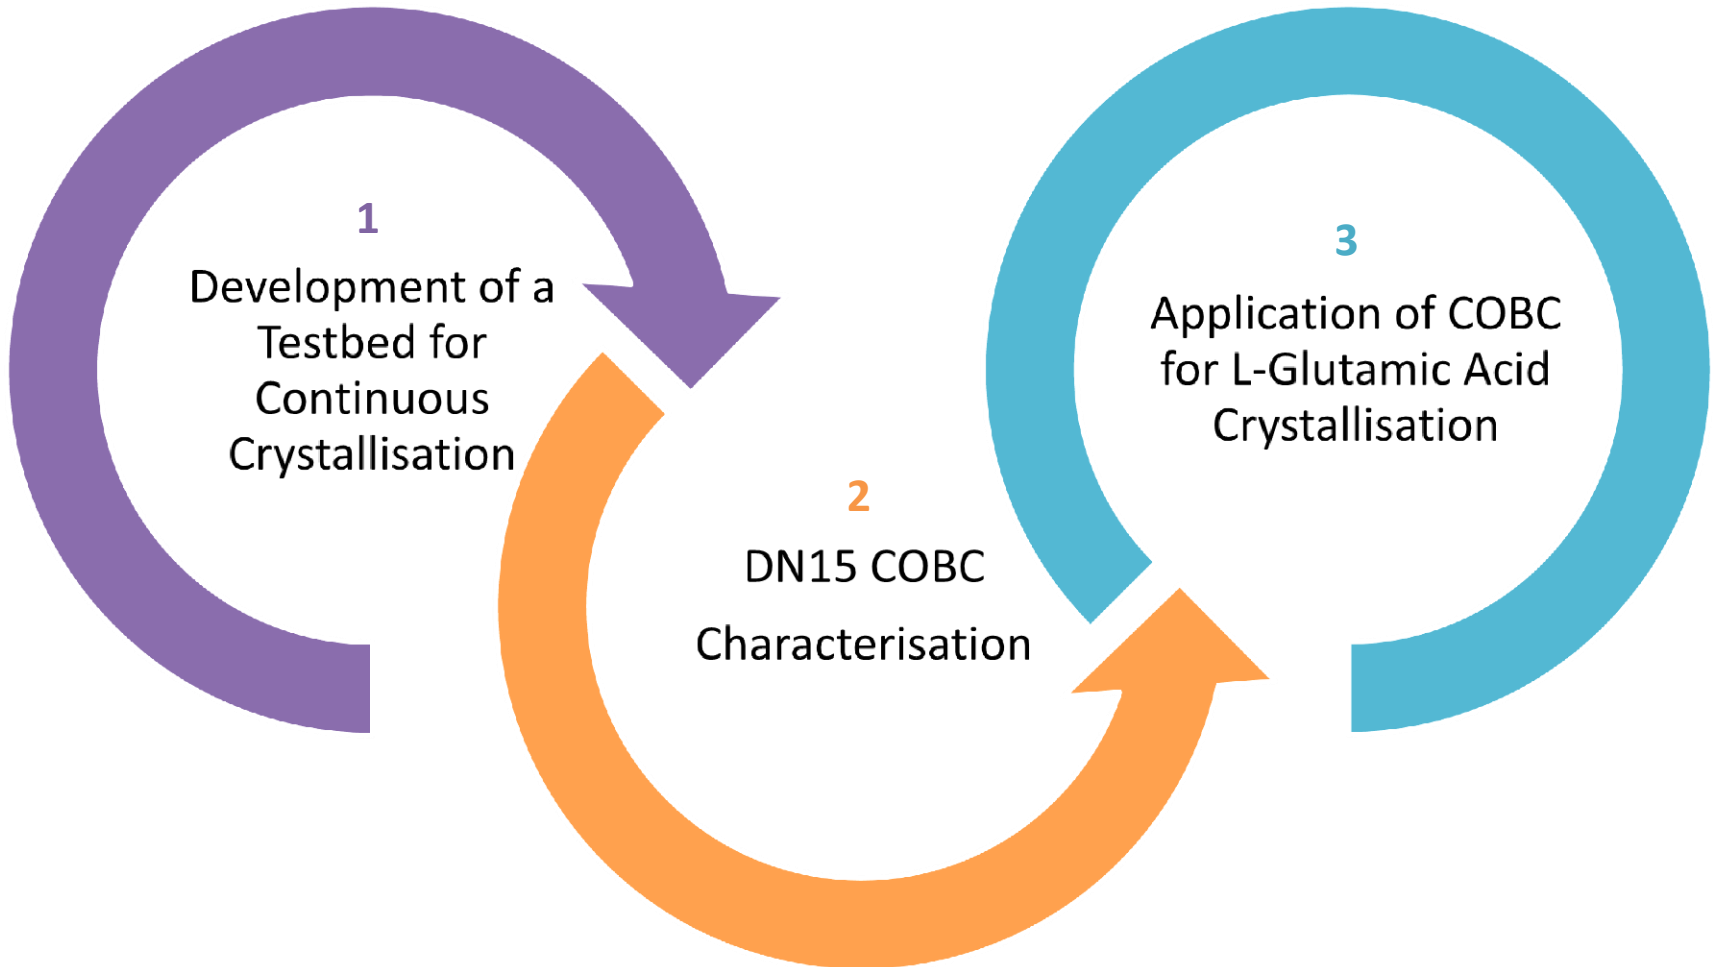 1
Development of a
Testbed for
Continuous
Crystallisation
2
DN15 COBC
Characterisation
3
Application of COBC
for L-Glutamic Acid
Crystallisation